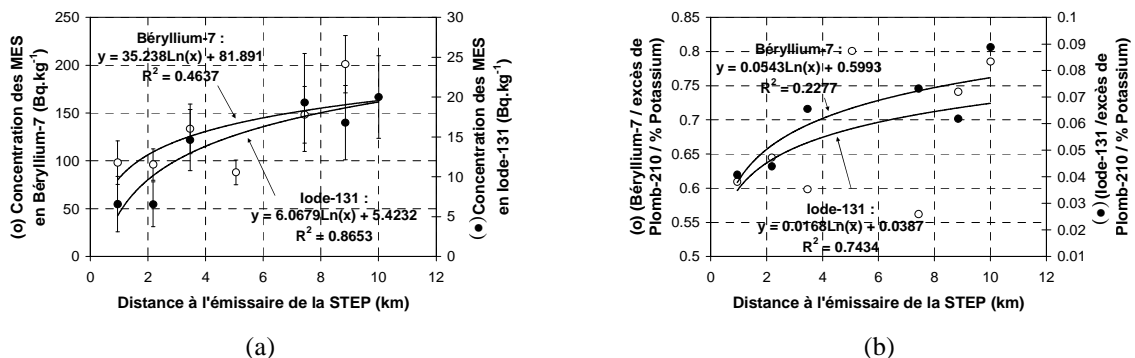 (o) Concentration des MES
en Béryllium-7 (Bq.kg⁻¹)
250
200
150
100
50
0
Béryllium-7 :
y = 35.238Ln(x) + 81.891
R² = 0.4637
Iode-131 :
y = 6.0679Ln(x) + 5.4232
R² = 0.8653
30
25
20
15
10
5
0
(●) Concentration des MES
en Iode-131 (Bq.kg⁻¹)
0 2 4 6 8 10 12
Distance à l'émissaire de la STEP (km)
(a)
(o) (Béryllium-7 / excès de
Plomb-210 / % Potassium)
0.85
0.8
0.75
0.7
0.65
0.6
0.55
0.5
Béryllium-7 :
y = 0.0543Ln(x) + 0.5993
R² = 0.2277
Iode-131 :
y = 0.0168Ln(x) + 0.0387
R² = 0.7434
0.1
0.09
0.08
0.07
0.06
0.05
0.04
0.03
0.02
0.01
(●) (Iode-131 /excès de
Plomb-210 / % Potassium)
0 2 4 6 8 10 12
Distance à l'émissaire de la STEP (km)
(b)